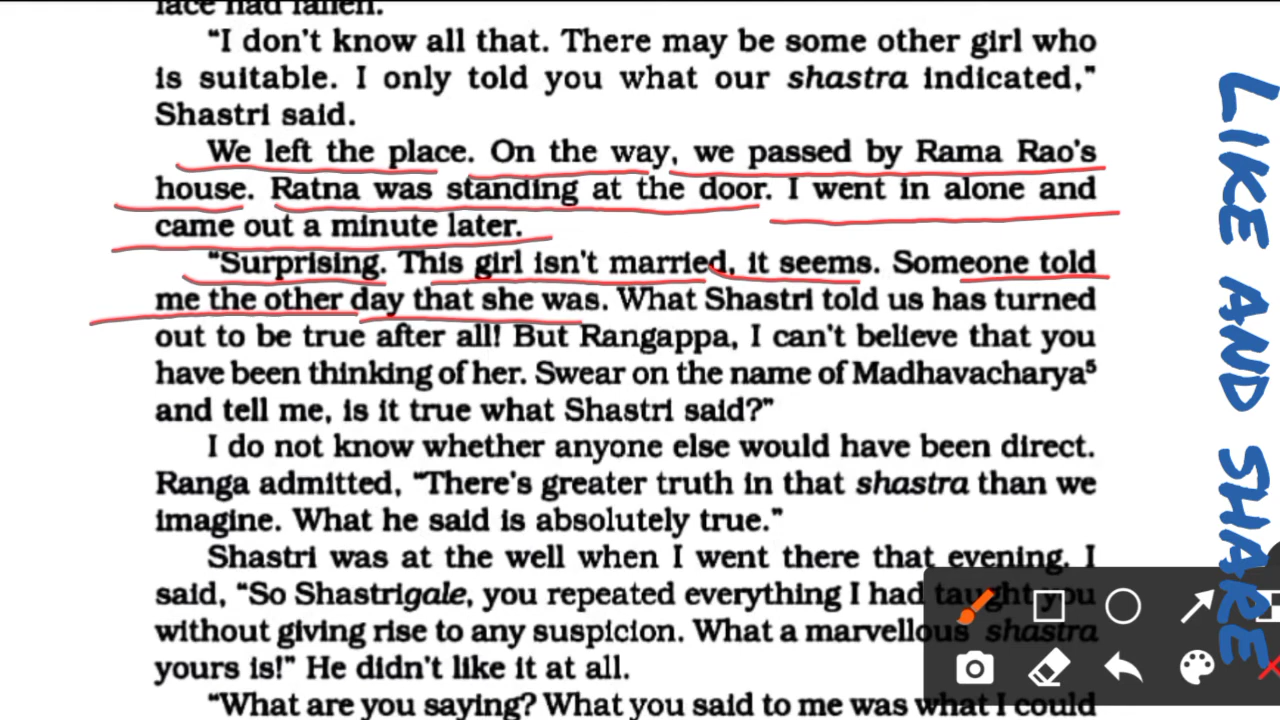 face had fallen.
“I don't know all that. There may be some other girl who
is suitable. I only told you what our shastra indicated,”
Shastri said.
We left the place. On the way, we passed by Rama Rao's
house. Ratna was standing at the door. I went in alone and
came out a minute later.
“Surprising. This girl isn't married, it seems. Someone told
me the other day that she was. What Shastri told us has turned
out to be true after all! But Rangappa, I can't believe that you
have been thinking of her. Swear on the name of Madhavacharya⁵
and tell me, is it true what Shastri said?”
I do not know whether anyone else would have been direct.
Ranga admitted, “There's greater truth in that shastra than we
imagine. What he said is absolutely true.”
Shastri was at the well when I went there that evening. I
said, “So Shastrigale, you repeated everything I had taught you
without giving rise to any suspicion. What a marvellous shastra
yours is!” He didn't like it at all.
“What are you saying? What you said to me was what I could
LIKE AND SHARE